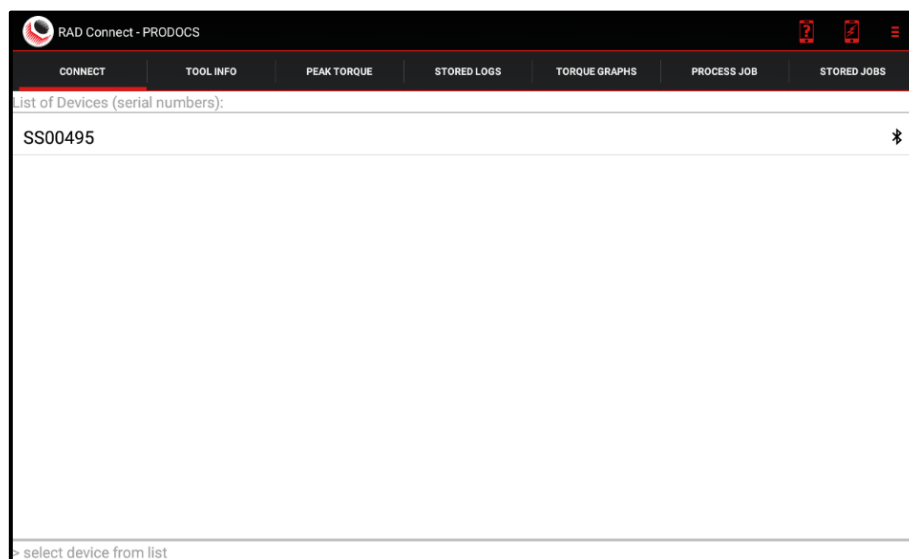 RAD Connect - PRODOCS
?
CONNECT TOOL INFO PEAK TORQUE STORED LOGS TORQUE GRAPHS PROCESS JOB STORED JOBS
List of Devices (serial numbers):
SS00495
> select device from list